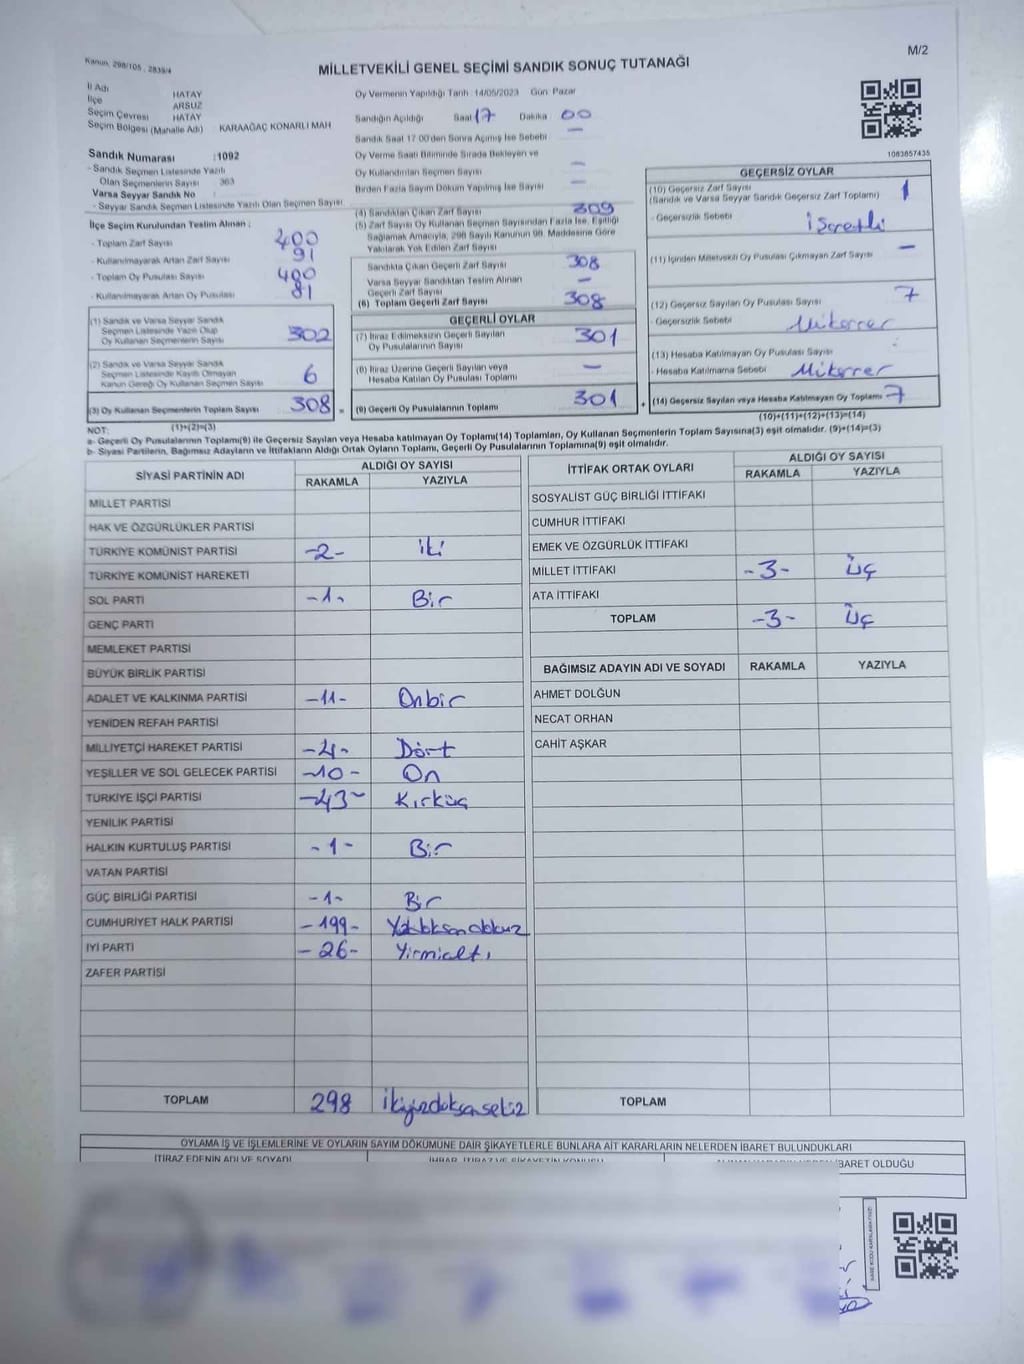 Kanun, 298/105 , 2839/4
M/2
MİLLETVEKİLİ GENEL SEÇİMİ SANDIK SONUÇ TUTANAĞI
İl Adı HATAY
İlçe ARSUZ
Seçim Çevresi HATAY
Seçim Bölgesi (Mahalle Adı) KARAAĞAÇ KONARLI MAH
Sandık Numarası :1092
- Sandık Seçmen Listesinde Yazılı
Olan Seçmenlerin Sayısı 363
Varsa Seyyar Sandık No :
- Seyyar Sandık Seçmen Listesinde Yazılı Olan Seçmen Sayısı
Oy Vermenin Yapıldığı Tarih :14/05/2023 Gün: Pazar
Sandığın Açıldığı Saat 17 Dakika 00
Sandık Saat 17:00'den Sonra Açılmış İse Sebebi —
Oy Verme Saati Bitiminde Sırada Bekleyen ve
Oy Kullandırılan Seçmen Sayısı —
Birden Fazla Sayım Döküm Yapılmış İse Sayısı —
1083657435
İlçe Seçim Kurulundan Teslim Alınan :
- Toplam Zarf Sayısı 400
- Kullanılmayarak Artan Zarf Sayısı 91
- Toplam Oy Pusulası Sayısı 400
- Kullanılmayarak Artan Oy Pusulası 81
(1) Sandık ve Varsa Seyyar Sandık
Seçmen Listesinde Yazılı Olup
Oy Kullanan Seçmenlerin Sayısı 302
(2) Sandık ve Varsa Seyyar Sandık
Seçmen Listesinde Kayıtlı Olmayan
Kanun Gereği Oy Kullanan Seçmen Sayısı 6
(3) Oy Kullanan Seçmenlerin Toplam Sayısı 308 =
(1)+(2)=(3)
(4) Sandıktan Çıkan Zarf Sayısı 309
(5) Zarf Sayısı Oy Kullanan Seçmen Sayısından Fazla İse, Eşitliği
Sağlamak Amacıyla, 298 Sayılı Kanunun 98. Maddesine Göre
Yakılarak Yok Edilen Zarf Sayısı
Sandıkta Çıkan Geçerli Zarf Sayısı 308
Varsa Seyyar Sandıktan Teslim Alınan
Geçerli Zarf Sayısı —
(6) Toplam Geçerli Zarf Sayısı 308
GEÇERLİ OYLAR
(7) İtiraz Edilmeksizin Geçerli Sayılan
Oy Pusulalarının Sayısı 301
(8) İtiraz Üzerine Geçerli Sayılan veya
Hesaba Katılan Oy Pusulası Toplamı —
(9) Geçerli Oy Pusulalarının Toplamı 301 +
GEÇERSİZ OYLAR
(10) Geçersiz Zarf Sayısı
(Sandık ve Varsa Seyyar Sandık Geçersiz Zarf Toplamı) 1
- Geçersizlik Sebebi İşaretli
(11) İçinden Milletvekili Oy Pusulası Çıkmayan Zarf Sayısı —
(12) Geçersiz Sayılan Oy Pusulası Sayısı 7
- Geçersizlik Sebebi Mükerrer
(13) Hesaba Katılmayan Oy Pusulası Sayısı
- Hesaba Katılmama Sebebi Mükerrer
(14) Geçersiz Sayılan veya Hesaba Katılmayan Oy Toplamı 7
(10)+(11)+(12)+(13)=(14)
NOT:
a- Geçerli Oy Pusulalarının Toplamı(9) ile Geçersiz Sayılan veya Hesaba katılmayan Oy Toplamı(14) Toplamları, Oy Kullanan Seçmenlerin Toplam Sayısına(3) eşit olmalıdır. (9)+(14)=(3)
b- Siyasi Partilerin, Bağımsız Adayların ve İttifakların Aldığı Ortak Oyların Toplamı, Geçerli Oy Pusulalarının Toplamına(9) eşit olmalıdır.
SİYASİ PARTİNİN ADI ALDIĞI OY SAYISI
RAKAMLA YAZIYLA
MİLLET PARTİSİ
HAK VE ÖZGÜRLÜKLER PARTİSİ
TÜRKİYE KOMÜNİST PARTİSİ -2- iki
TÜRKİYE KOMÜNİST HAREKETİ
SOL PARTİ -1- Bir
GENÇ PARTİ
MEMLEKET PARTİSİ
BÜYÜK BİRLİK PARTİSİ
ADALET VE KALKINMA PARTİSİ -11- Onbir
YENİDEN REFAH PARTİSİ
MİLLİYETÇİ HAREKET PARTİSİ -4- Dört
YEŞİLLER VE SOL GELECEK PARTİSİ -10- On
TÜRKİYE İŞÇİ PARTİSİ -43- Kırküç
YENİLİK PARTİSİ
HALKIN KURTULUŞ PARTİSİ -1- Bir
VATAN PARTİSİ
GÜÇ BİRLİĞİ PARTİSİ -1- Bir
CUMHURİYET HALK PARTİSİ -199-
İYİ PARTİ -26- Yirmialtı
ZAFER PARTİSİ
TOPLAM 298 İkiyüzdoksansekiz
İTTİFAK ORTAK OYLARI ALDIĞI OY SAYISI
RAKAMLA YAZIYLA
SOSYALİST GÜÇ BİRLİĞİ İTTİFAKI
CUMHUR İTTİFAKI
EMEK VE ÖZGÜRLÜK İTTİFAKI
MİLLET İTTİFAKI -3- Üç
ATA İTTİFAKI
TOPLAM -3- Üç
BAĞIMSIZ ADAYIN ADI VE SOYADI RAKAMLA YAZIYLA
AHMET DOLĞUN
NECAT ORHAN
CAHİT AŞKAR
TOPLAM
OYLAMA İŞ VE İŞLEMLERİNE VE OYLARIN SAYIM DÖKÜMÜNE DAİR ŞİKAYETLERLE BUNLARA AİT KARARLARIN NELERDEN İBARET BULUNDUKLARI
İTİRAZ EDENİN ADI VE SOYADI
İHBAR, İTİRAZ VE ŞİKAYETİN KONUSU
İBARET OLDUĞU